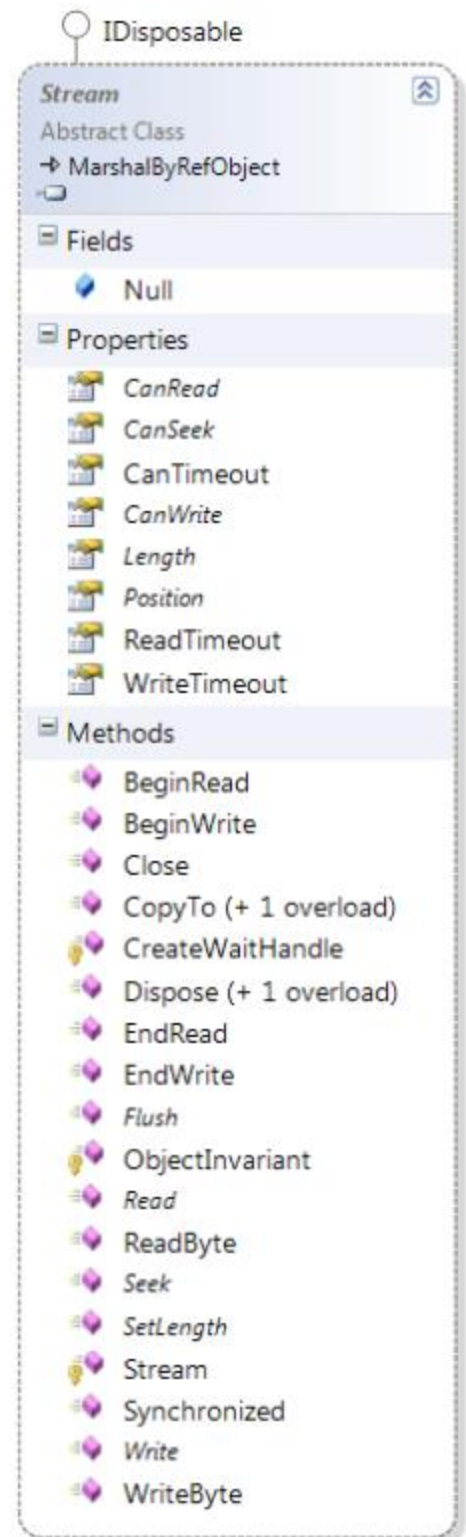 IDisposable
Stream
Abstract Class
MarshalByRefObject
Fields
Null
Properties
CanRead
CanSeek
CanTimeout
CanWrite
Length
Position
ReadTimeout
WriteTimeout
Methods
BeginRead
BeginWrite
Close
CopyTo (+ 1 overload)
CreateWaitHandle
Dispose (+ 1 overload)
EndRead
EndWrite
Flush
ObjectInvariant
Read
ReadByte
Seek
SetLength
Stream
Synchronized
Write
WriteByte